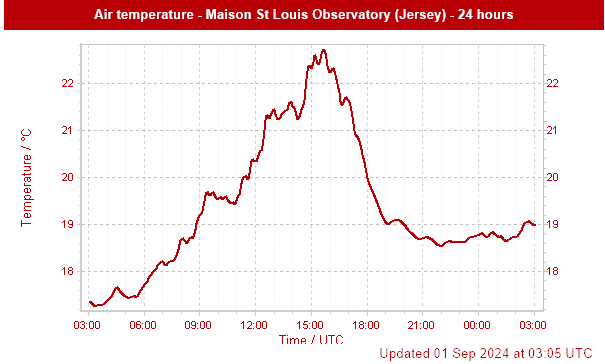 Air temperature - Maison St Louis Observatory (Jersey) - 24 hours
Temperature / °C
22 22
21 21
20 20
19 19
18 18
03:00 06:00 09:00 12:00 15:00 18:00 21:00 00:00 03:00
Time / UTC
Updated 01 Sep 2024 at 03:05 UTC